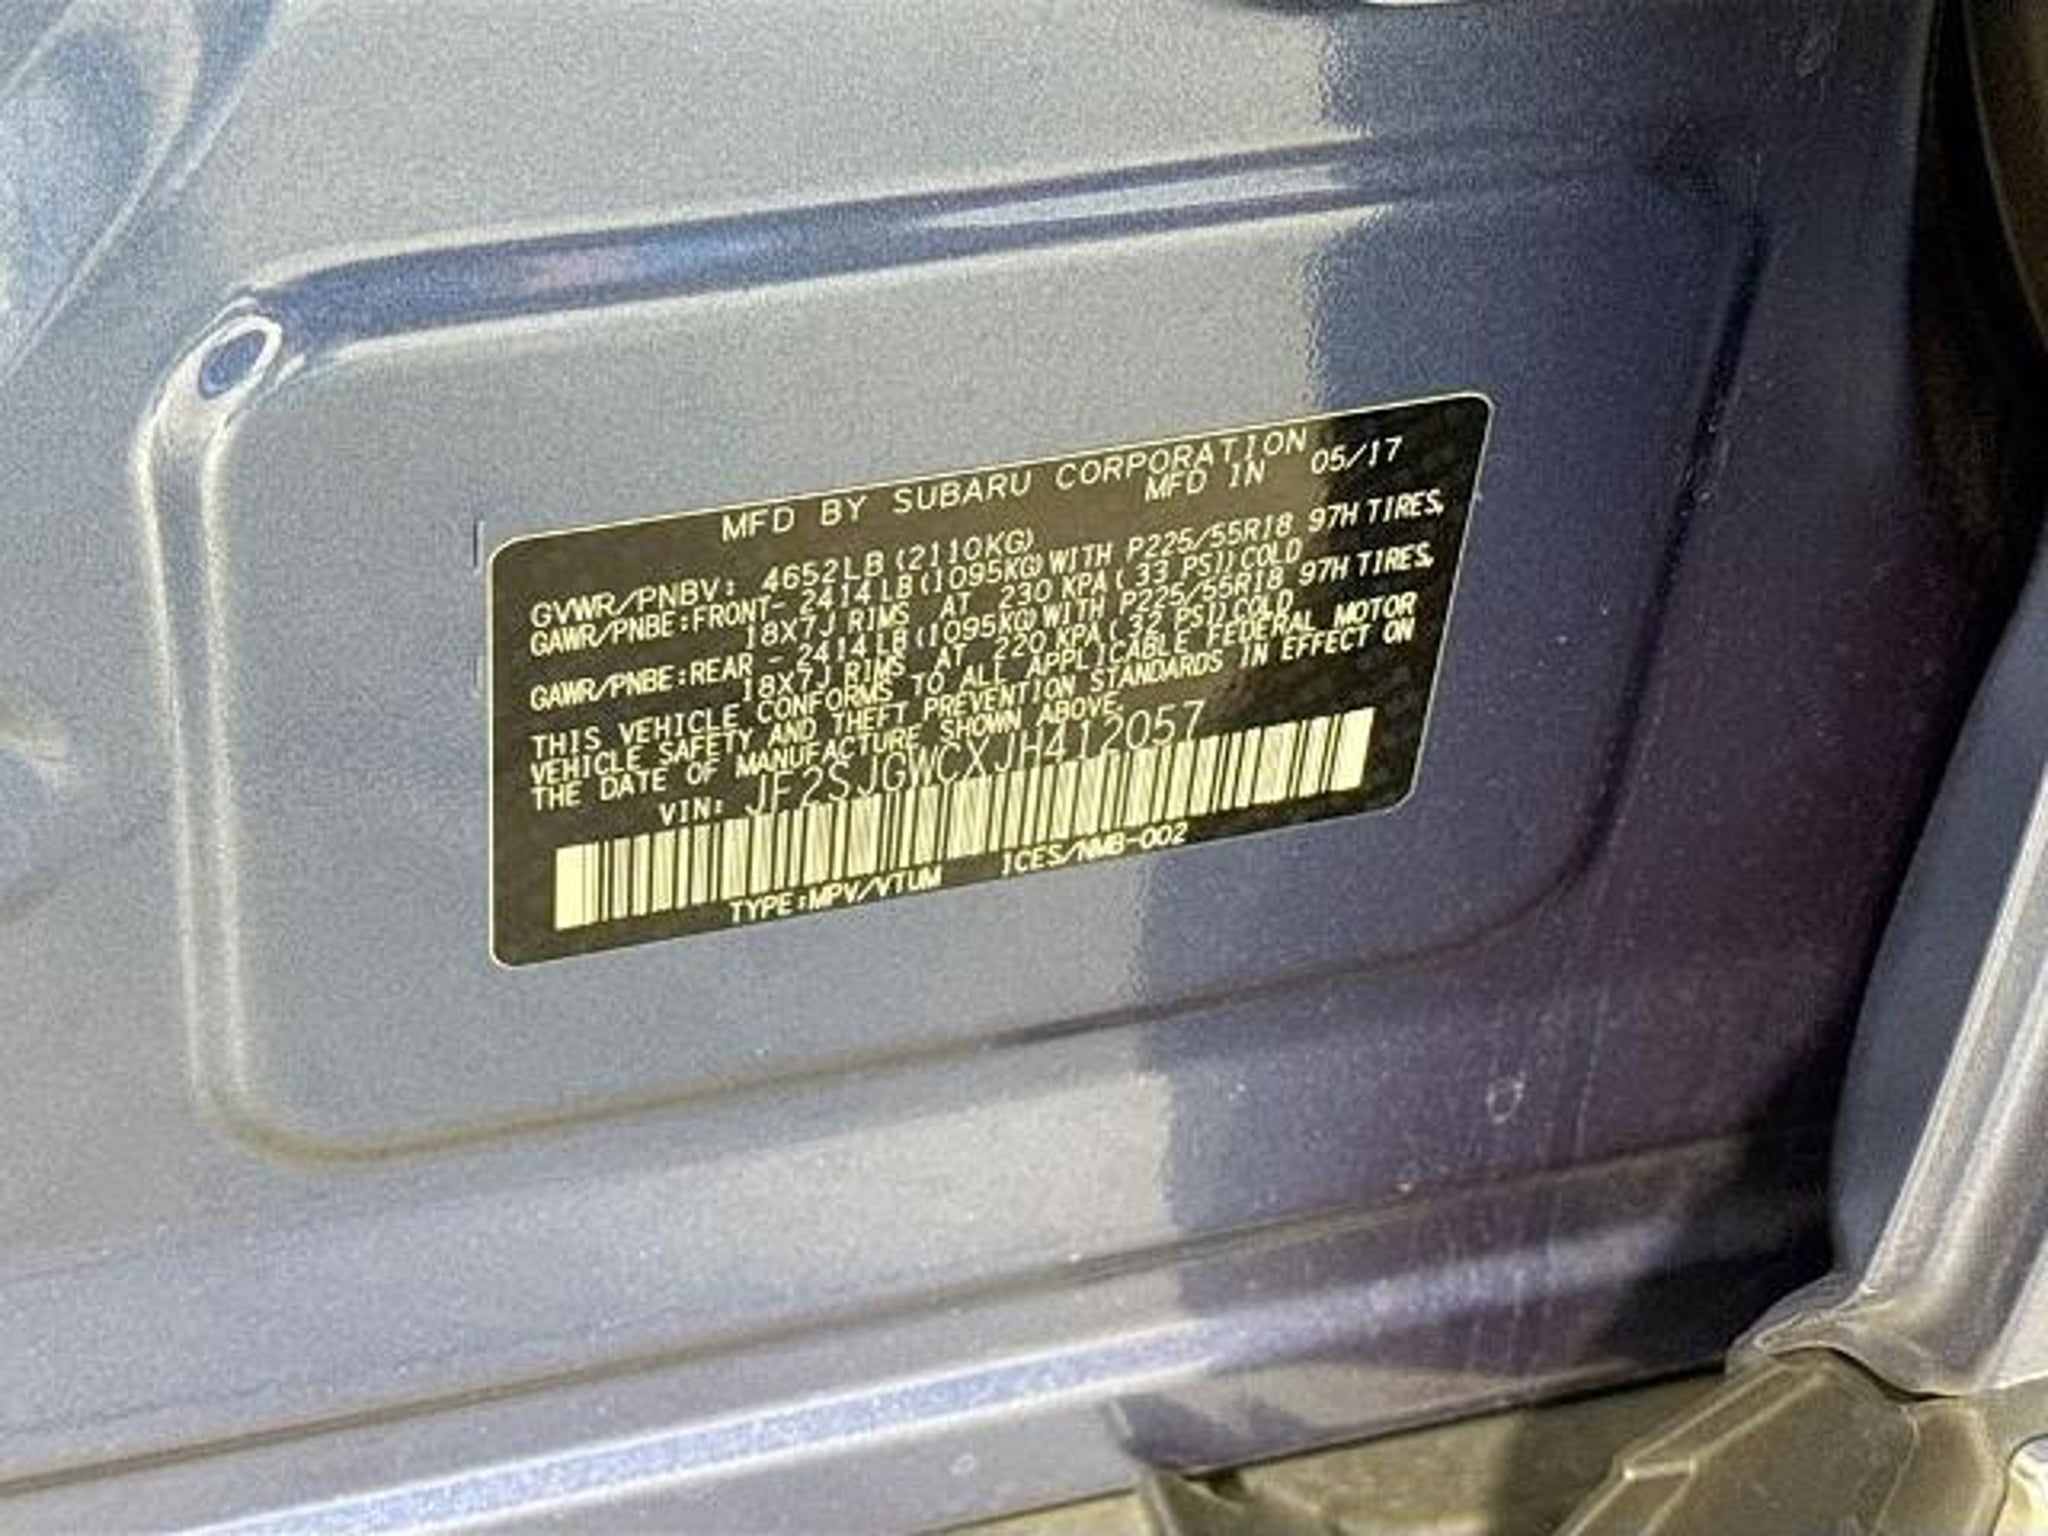 MFD BY SUBARU CORPORATION
MFD IN 05/17
GVWR/PNBV: 4652LB (2110KG)
GAWR/PNBE:FRONT- 2414LB (1095KG) WITH P225/55R18 97H TIRES,
18X7J RIMS AT 230 KPA ( 33 PSI) COLD
GAWR/PNBE:REAR - 2414LB (1095KG) WITH P225/55R18 97H TIRES,
18X7J RIMS AT 220 KPA ( 32 PSI) COLD
THIS VEHICLE CONFORMS TO ALL APPLICABLE FEDERAL MOTOR
VEHICLE SAFETY AND THEFT PREVENTION STANDARDS IN EFFECT ON
THE DATE OF MANUFACTURE SHOWN ABOVE.
VIN: JF2SJGWCXJH412057
TYPE:MPV/VTUM ICES/NMB-002